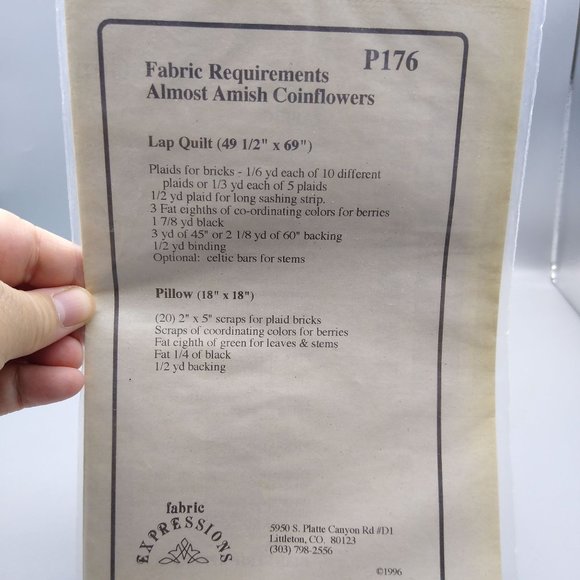 P176
Fabric Requirements
Almost Amish Coinflowers
Lap Quilt (49 1/2" x 69")
Plaids for bricks - 1/6 yd each of 10 different
plaids or 1/3 yd each of 5 plaids
1/2 yd plaid for long sashing strip.
3 Fat eighths of co-ordinating colors for berries
1 7/8 yd black
3 yd of 45" or 2 1/8 yd of 60" backing
1/2 yd binding
Optional: celtic bars for stems
Pillow (18" x 18")
(20) 2" x 5" scraps for plaid bricks
Scraps of coordinating colors for berries
Fat eighth of green for leaves & stems
Fat 1/4 of black
1/2 yd backing
fabric
EXPRESSIONS
5950 S. Platte Canyon Rd #D1
Littleton, CO. 80123
(303) 798-2556
©1996